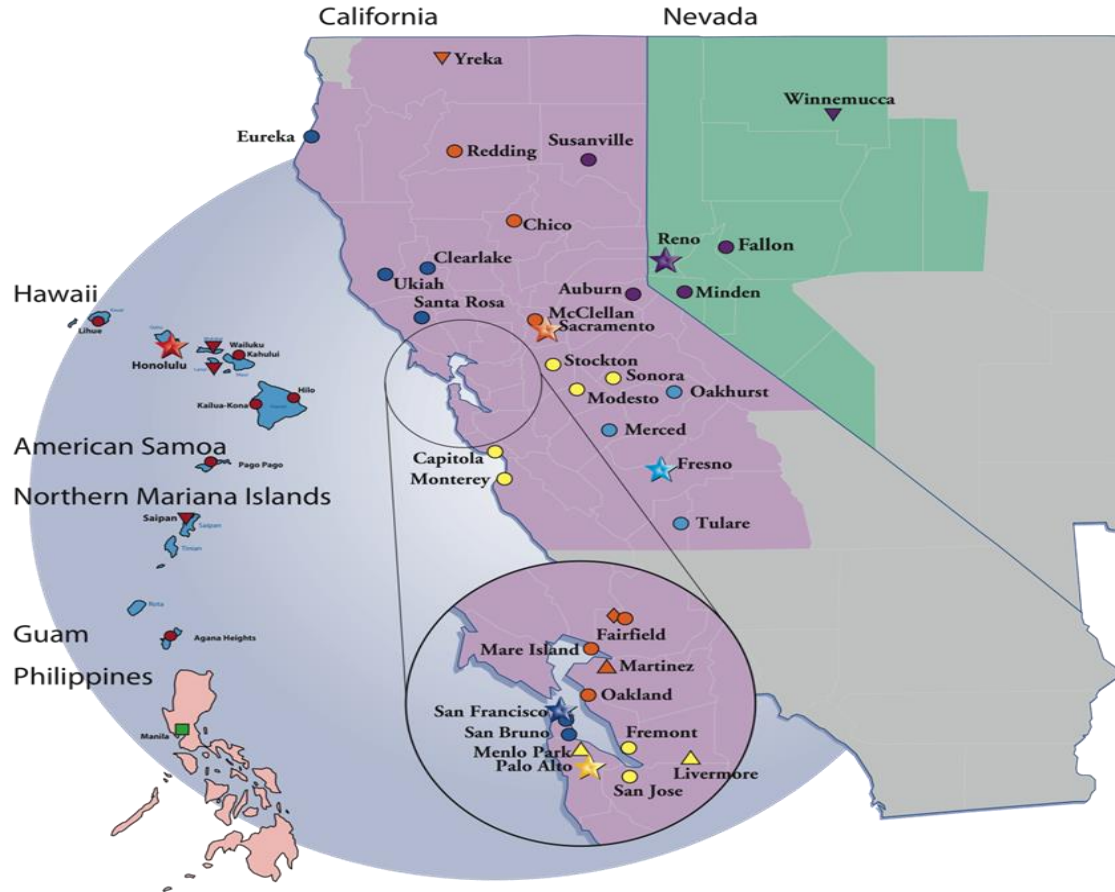 California
Nevada
Yreka
Winnemucca
Eureka
Susanville
Redding
Chico
Reno
Fallon
Clearlake
Ukiah
Auburn
Minden
Santa Rosa
McClellan
Sacramento
Stockton
Sonora
Modesto
Oakhurst
Merced
Capitola
Monterey
Fresno
Tulare
Hawaii
Lihue
Honolulu
Wailuku
Kahului
Hilo
Kailua-Kona
American Samoa
Pago Pago
Northern Mariana Islands
Saipan
Saipan
Tinian
Rota
Guam
Agana Heights
Philippines
Manila
Fairfield
Mare Island
Martinez
Oakland
San Francisco
San Bruno
Fremont
Menlo Park
Palo Alto
Livermore
San Jose